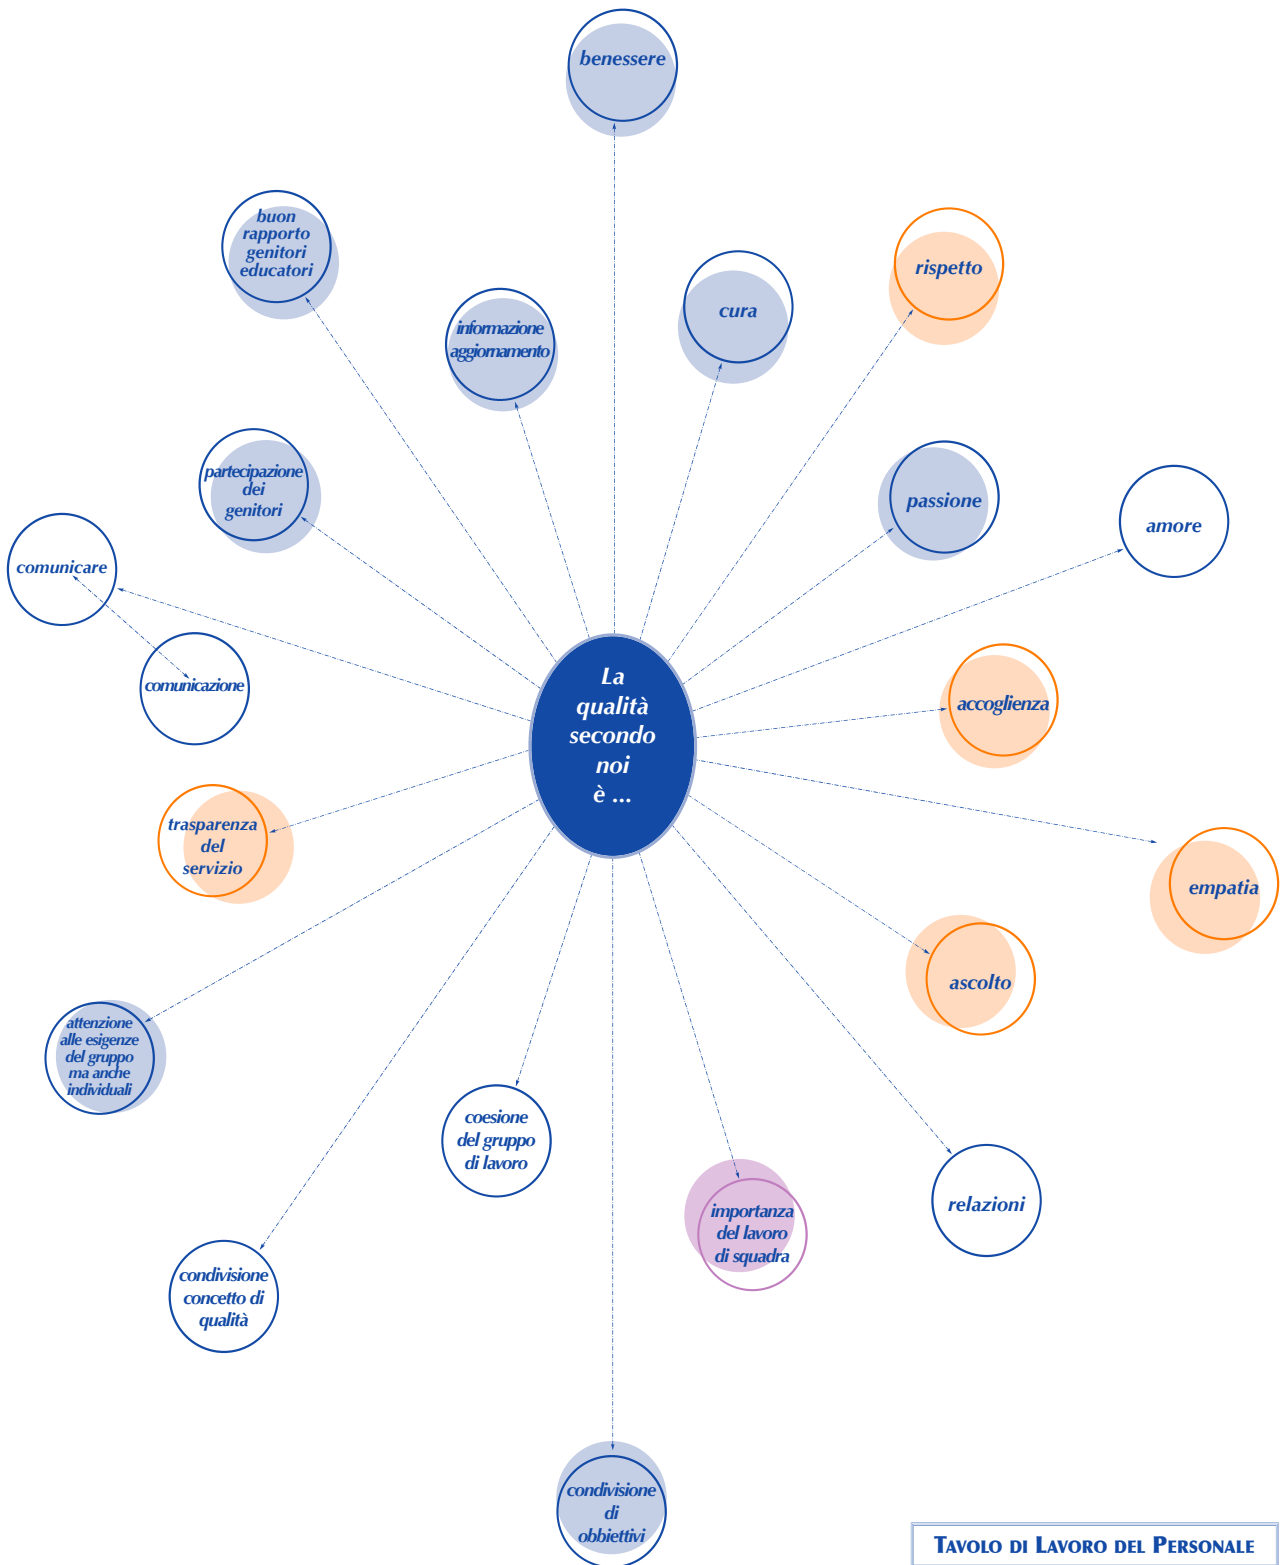 benessere
buon
rapporto
genitori
educatori
rispetto
cura
informazione
aggiornamento
partecipazione
dei
genitori
passione
amore
comunicare
comunicazione
La
qualità
secondo
noi
è ...
accoglienza
trasparenza
del
servizio
empatia
ascolto
attenzione
alle esigenze
del gruppo
ma anche
individuali
coesione
del gruppo
di lavoro
importanza
del lavoro
di squadra
relazioni
condivisione
concetto di
qualità
condivisione
di
obbiettivi
TAVOLO DI LAVORO DEL PERSONALE